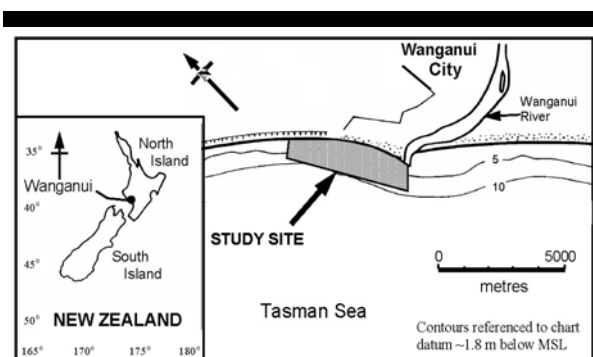 Wanganui
City
Wanganui
River
5
10
STUDY SITE
0 5000
metres
Tasman Sea
Contours referenced to chart
datum ~1.8 m below MSL
35°
North
Island
Wanganui
40°
South
Island
45°
50° NEW ZEALAND
165° 170° 175° 180°